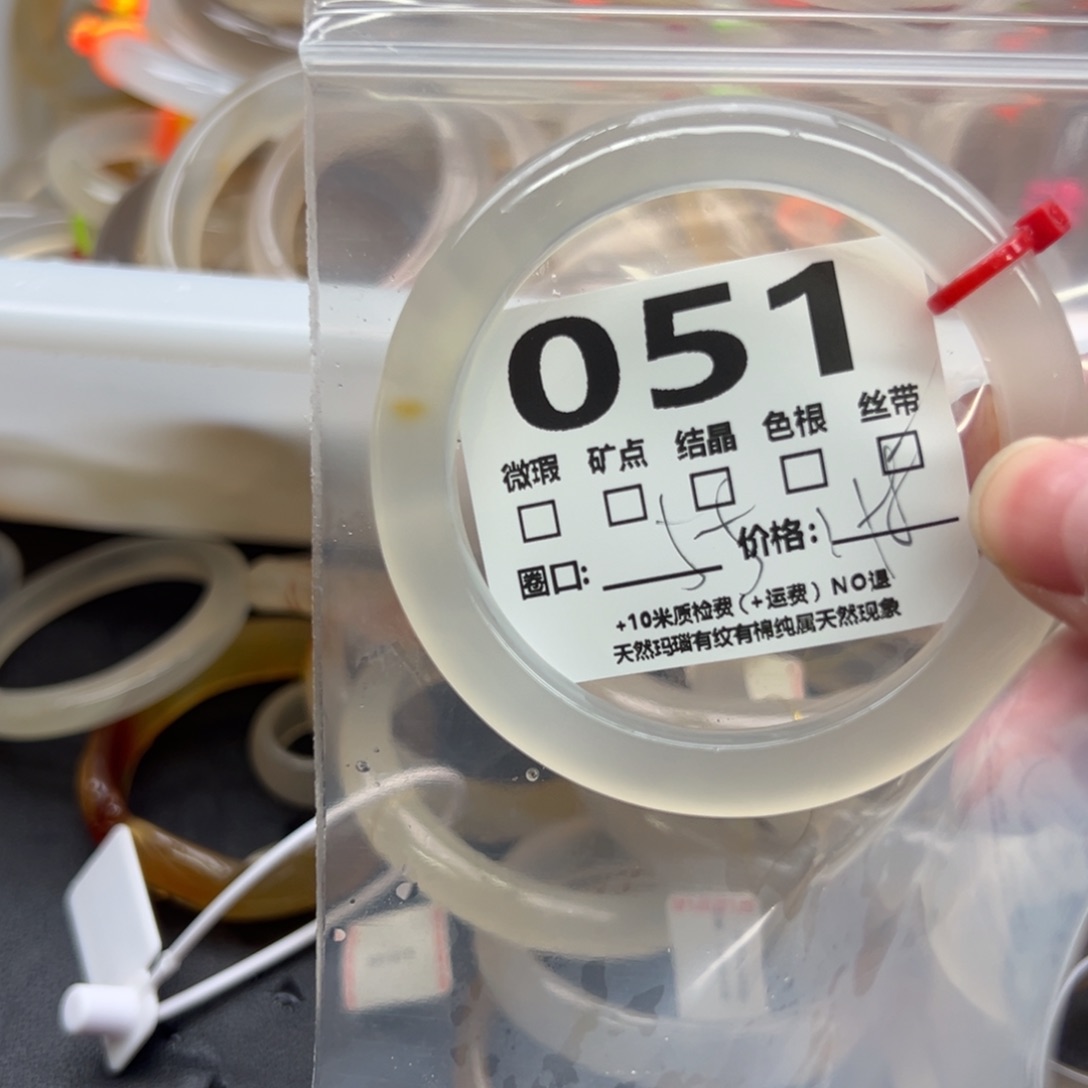 051
微瑕 矿点 结晶 色根 丝带
圈口: 价格:
+10米质检费(+运费)NO退
天然玛瑙有纹有棉纯属天然现象